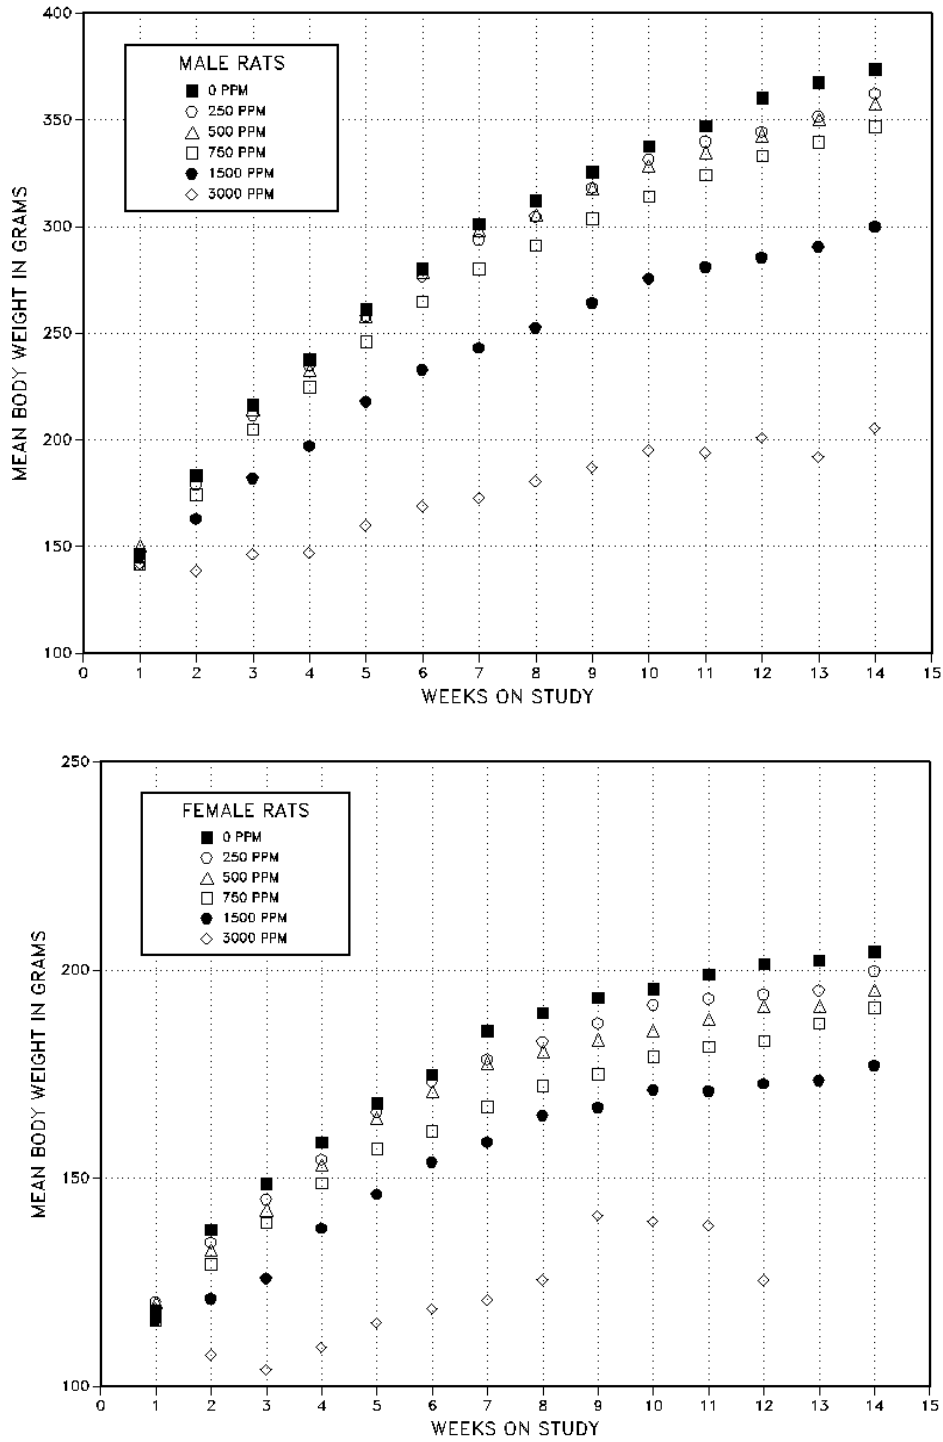 400
350
300
250
200
150
100
MEAN BODY WEIGHT IN GRAMS
MALE RATS
0 PPM
250 PPM
500 PPM
750 PPM
1500 PPM
3000 PPM
0 1 2 3 4 5 6 7 8 9 10 11 12 13 14 15
WEEKS ON STUDY
250
200
150
100
MEAN BODY WEIGHT IN GRAMS
FEMALE RATS
0 PPM
250 PPM
500 PPM
750 PPM
1500 PPM
3000 PPM
0 1 2 3 4 5 6 7 8 9 10 11 12 13 14 15
WEEKS ON STUDY